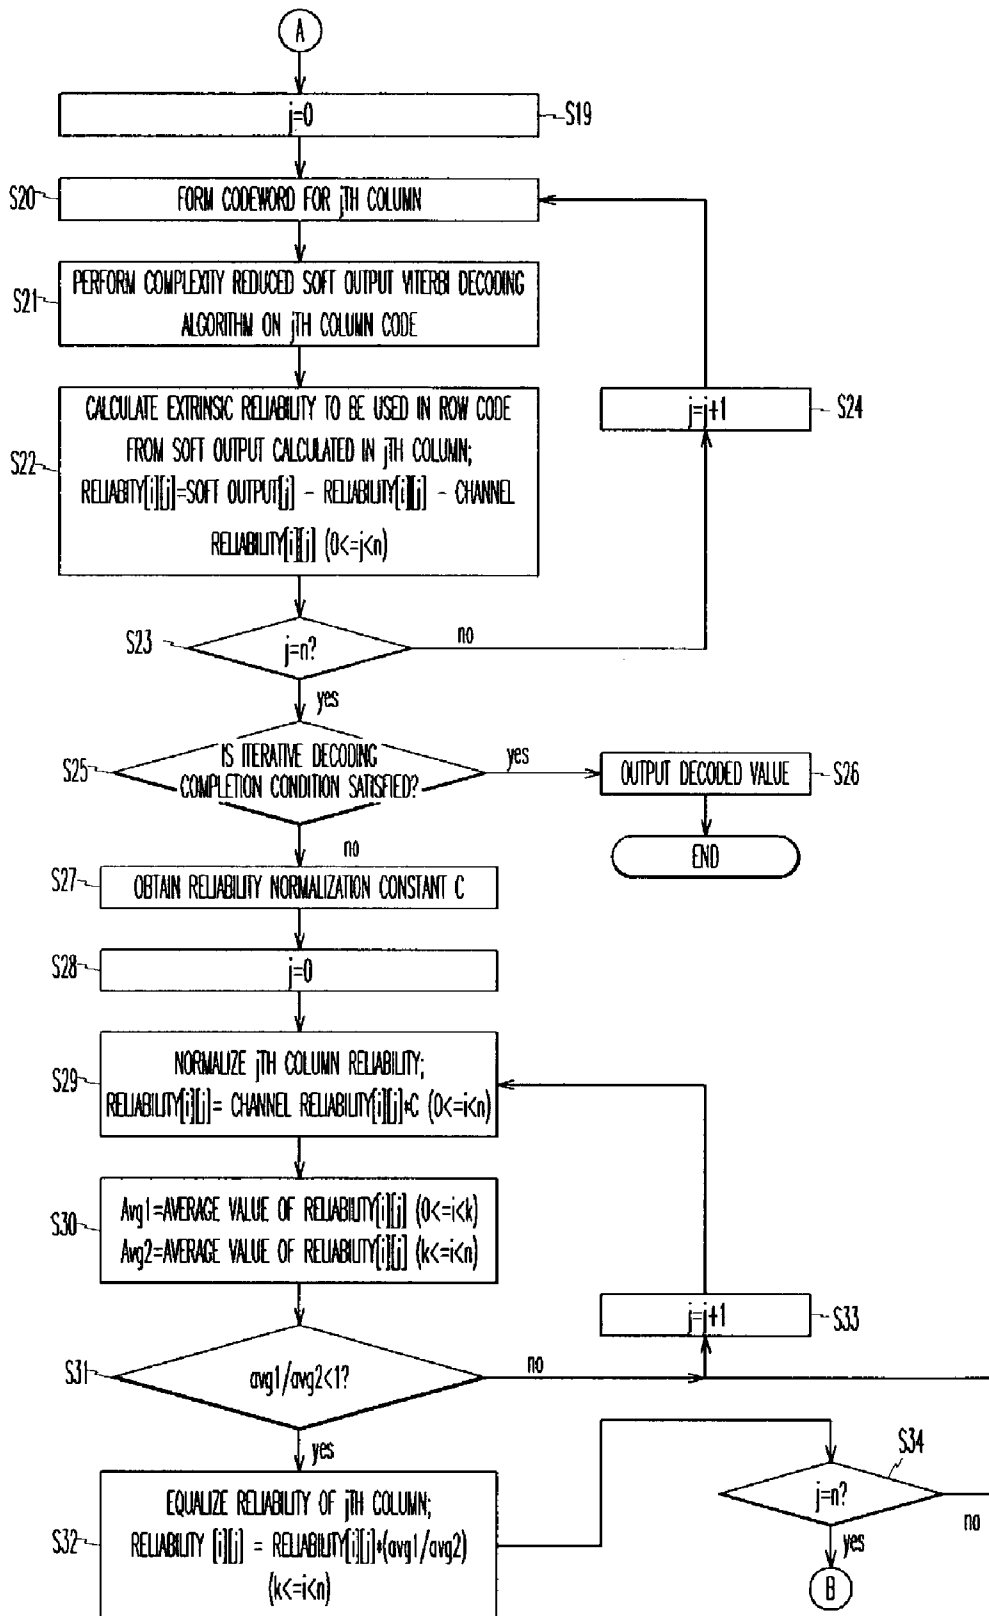 A
j=0
S19
S20
FORM CODEWORD FOR jTH COLUMN
S21
PERFORM COMPLEXITY REDUCED SOFT OUTPUT VITERBI DECODING
ALGORITHM ON jTH COLUMN CODE
S22
CALCULATE EXTRINSIC RELIABILITY TO BE USED IN ROW CODE
FROM SOFT OUTPUT CALCULATED IN jTH COLUMN;
RELIABITY[i][j]=SOFT OUTPUT[j] - RELIABILITY[i][j] - CHANNEL
RELIABILITY[i][j] (0<=j<n)
j=j+1
S24
S23
j=n?
no
yes
S25
IS ITERATIVE DECODING
COMPLETION CONDITION SATISFIED?
yes
OUTPUT DECODED VALUE
S26
END
no
S27
OBTAIN RELIABILITY NORMALIZATION CONSTANT C
S28
j=0
S29
NORMALIZE jTH COLUMN RELIABILITY;
RELIABILITY[i][j]= CHANNEL RELIABILITY[i][j]*C (0<=i<n)
S30
Avg1=AVERAGE VALUE OF RELIABILITY[i][j] (0<=i<k)
Avg2=AVERAGE VALUE OF RELIABILITY[i][j] (k<=i<n)
j=j+1
S33
S31
avg1/avg2<1?
no
yes
S32
EQUALIZE RELIABILITY OF jTH COLUMN;
RELIABILITY [i][j] = RELIABILITY[i][j]*(avg1/avg2)
(k<=i<n)
S34
j=n?
no
yes
B